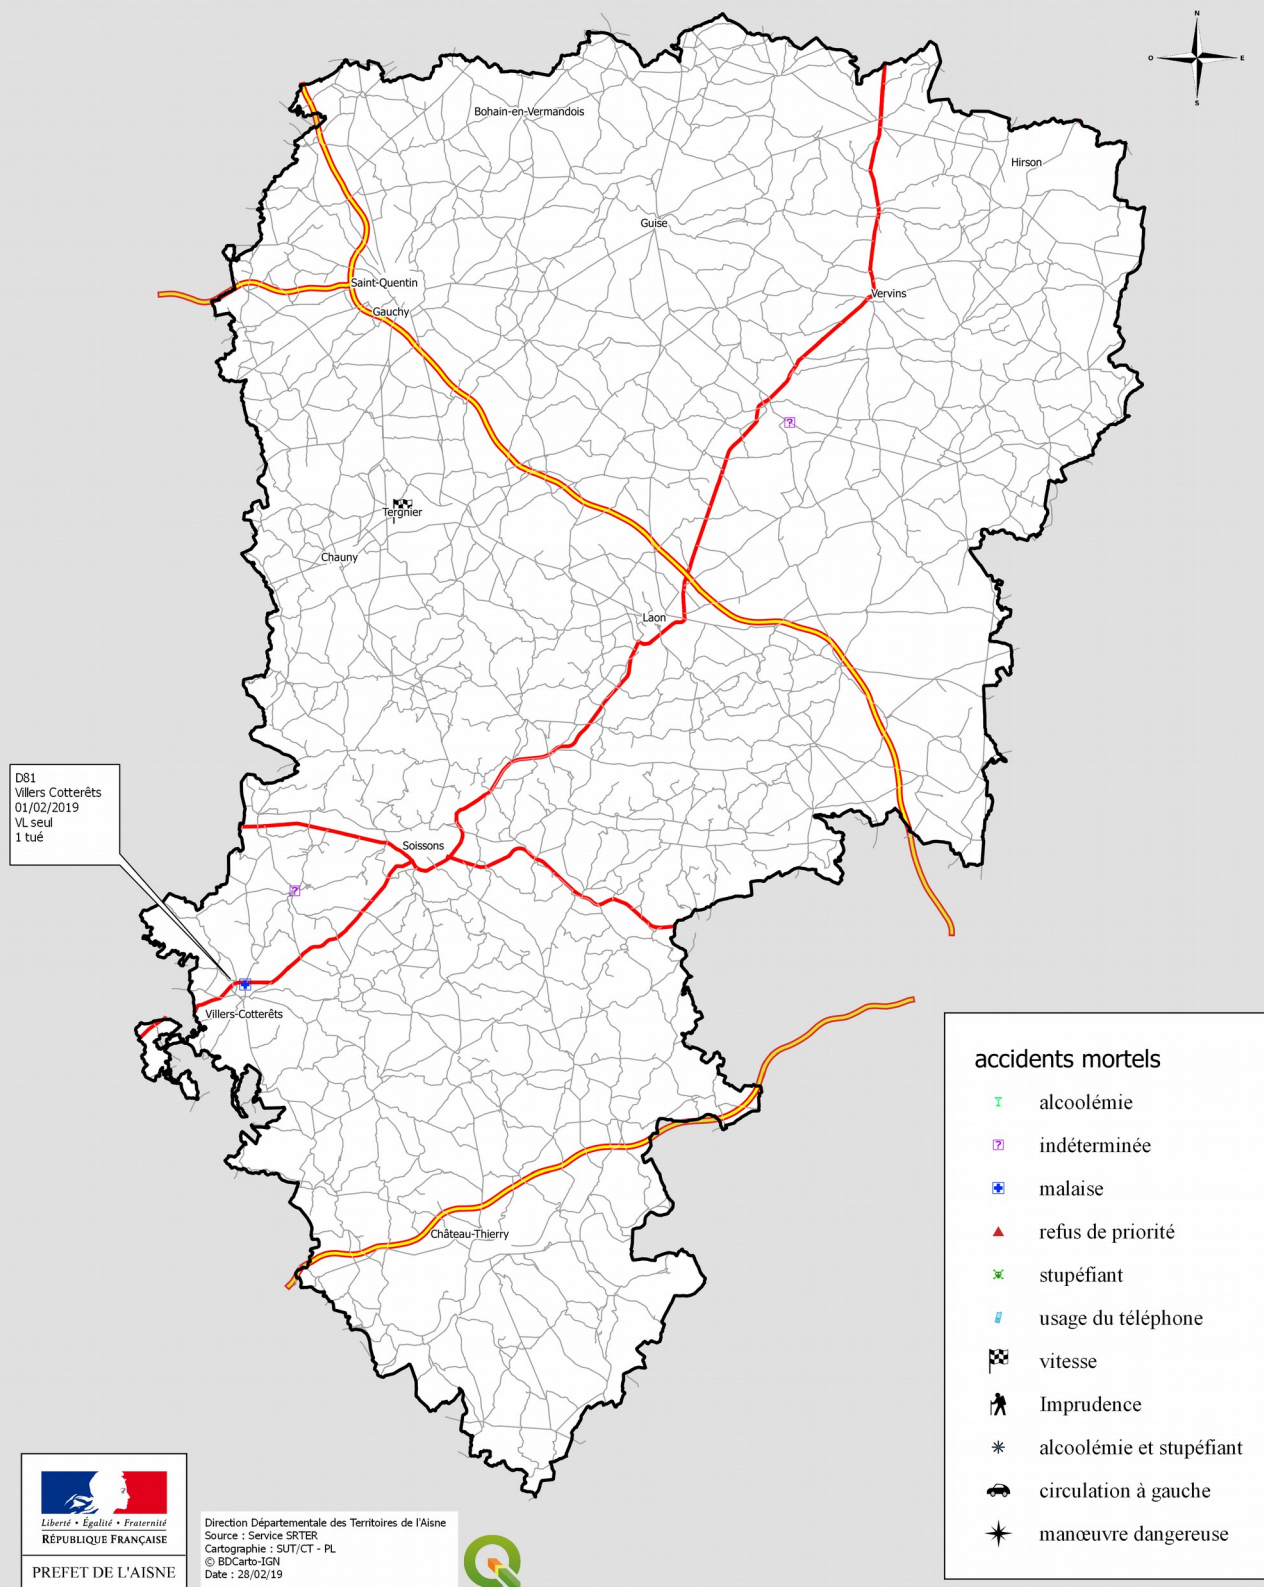 N
O
E
S
Bohain-en-Vermandois
Hirson
Guise
Saint-Quentin
Vervins
Gauchy
Tergnier
Chauny
Laon
D81
Villers Cotterêts
01/02/2019
VL seul
1 tué
Soissons
Villers-Cotterêts
Château-Thierry
accidents mortels
alcoolémie
? indéterminée
malaise
refus de priorité
stupéfiant
usage du téléphone
vitesse
Imprudence
alcoolémie et stupéfiant
circulation à gauche
manœuvre dangereuse
?
?
Liberté • Égalité • Fraternité
RÉPUBLIQUE FRANÇAISE
PREFET DE L'AISNE
Direction Départementale des Territoires de l'Aisne
Source : Service SRTER
Cartographie : SUT/CT - PL
© BDCarto-IGN
Date : 28/02/19